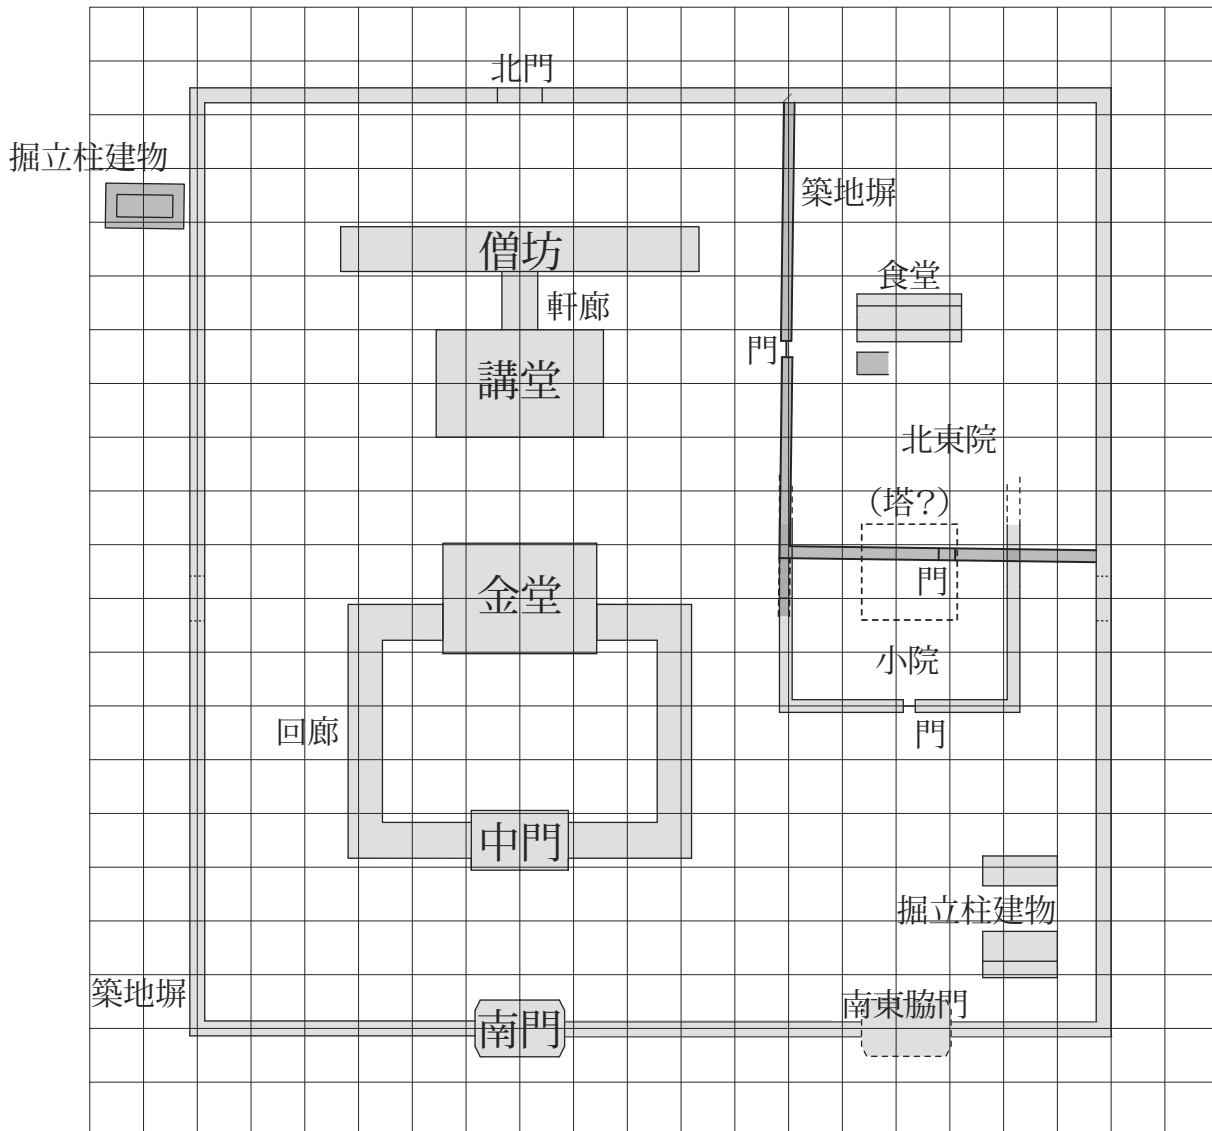 北門
掘立柱建物
築地塀
僧坊
食堂
軒廊
門
講堂
北東院
(塔?)
金堂
門
小院
回廊
門
中門
掘立柱建物
築地塀
南東脇門
南門